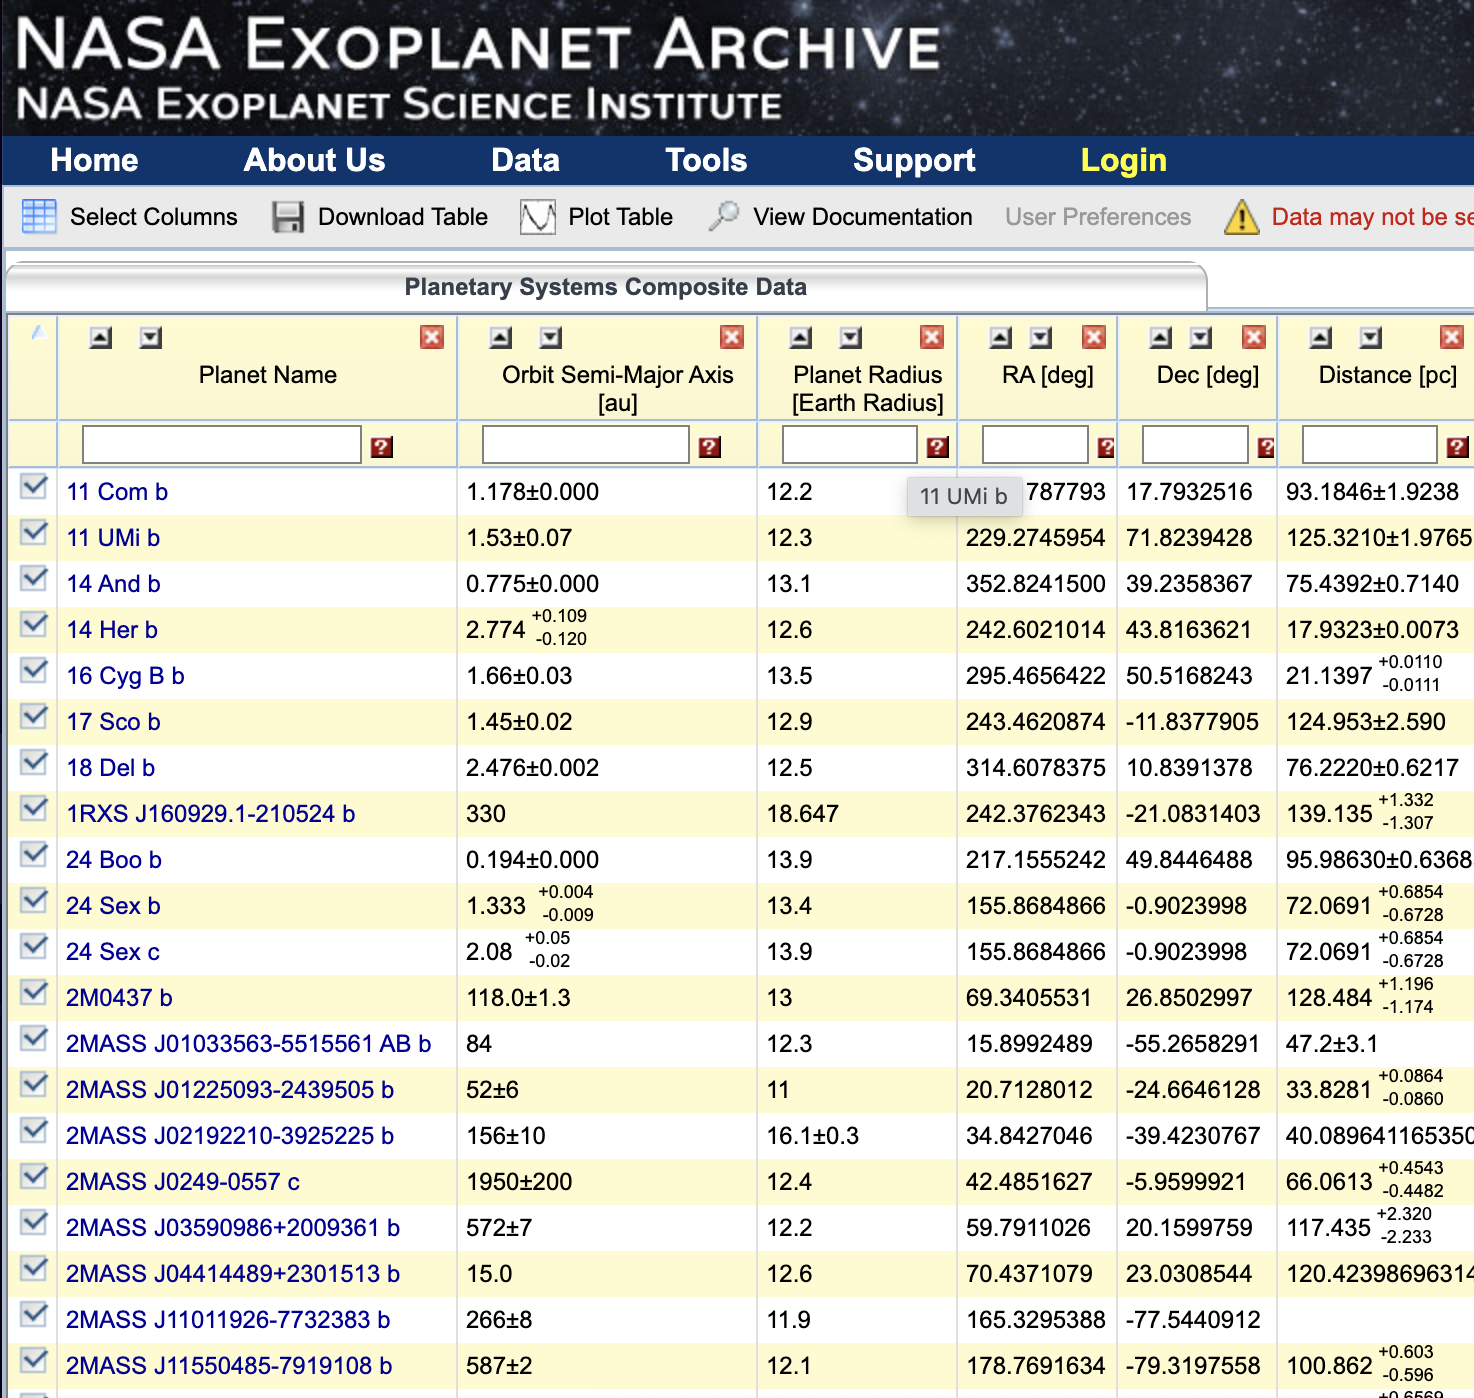 NASA Exoplanet Archive
NASA Exoplanet Science Institute
Home About Us Data Tools Support Login
Select Columns Download Table Plot Table View Documentation User Preferences Data may not be se
Planetary Systems Composite Data
Planet Name Orbit Semi-Major Axis [au] Planet Radius [Earth Radius] RA [deg] Dec [deg] Distance [pc]
11 Com b 1.178±0.000 12.2 11 UMi b 787793 17.7932516 93.1846±1.9238
11 UMi b 1.53±0.07 12.3 229.2745954 71.8239428 125.3210±1.9765
14 And b 0.775±0.000 13.1 352.8241500 39.2358367 75.4392±0.7140
14 Her b 2.774 +0.109 -0.120 12.6 242.6021014 43.8163621 17.9323±0.0073
16 Cyg B b 1.66±0.03 13.5 295.4656422 50.5168243 21.1397 +0.0110 -0.0111
17 Sco b 1.45±0.02 12.9 243.4620874 -11.8377905 124.953±2.590
18 Del b 2.476±0.002 12.5 314.6078375 10.8391378 76.2220±0.6217
1RXS J160929.1-210524 b 330 18.647 242.3762343 -21.0831403 139.135 +1.332 -1.307
24 Boo b 0.194±0.000 13.9 217.1555242 49.8446488 95.98630±0.6368
24 Sex b 1.333 +0.004 -0.009 13.4 155.8684866 -0.9023998 72.0691 +0.6854 -0.6728
24 Sex c 2.08 +0.05 -0.02 13.9 155.8684866 -0.9023998 72.0691 +0.6854 -0.6728
2M0437 b 118.0±1.3 13 69.3405531 26.8502997 128.484 +1.196 -1.174
2MASS J01033563-5515561 AB b 84 12.3 15.8992489 -55.2658291 47.2±3.1
2MASS J01225093-2439505 b 52±6 11 20.7128012 -24.6646128 33.8281 +0.0864 -0.0860
2MASS J02192210-3925225 b 156±10 16.1±0.3 34.8427046 -39.4230767 40.089641165350
2MASS J0249-0557 c 1950±200 12.4 42.4851627 -5.9599921 66.0613 +0.4543 -0.4482
2MASS J03590986+2009361 b 572±7 12.2 59.7911026 20.1599759 117.435 +2.320 -2.233
2MASS J04414489+2301513 b 15.0 12.6 70.4371079 23.0308544 120.42398696314
2MASS J11011926-7732383 b 266±8 11.9 165.3295388 -77.5440912
2MASS J11550485-7919108 b 587±2 12.1 178.7691634 -79.3197558 100.862 +0.603 -0.596